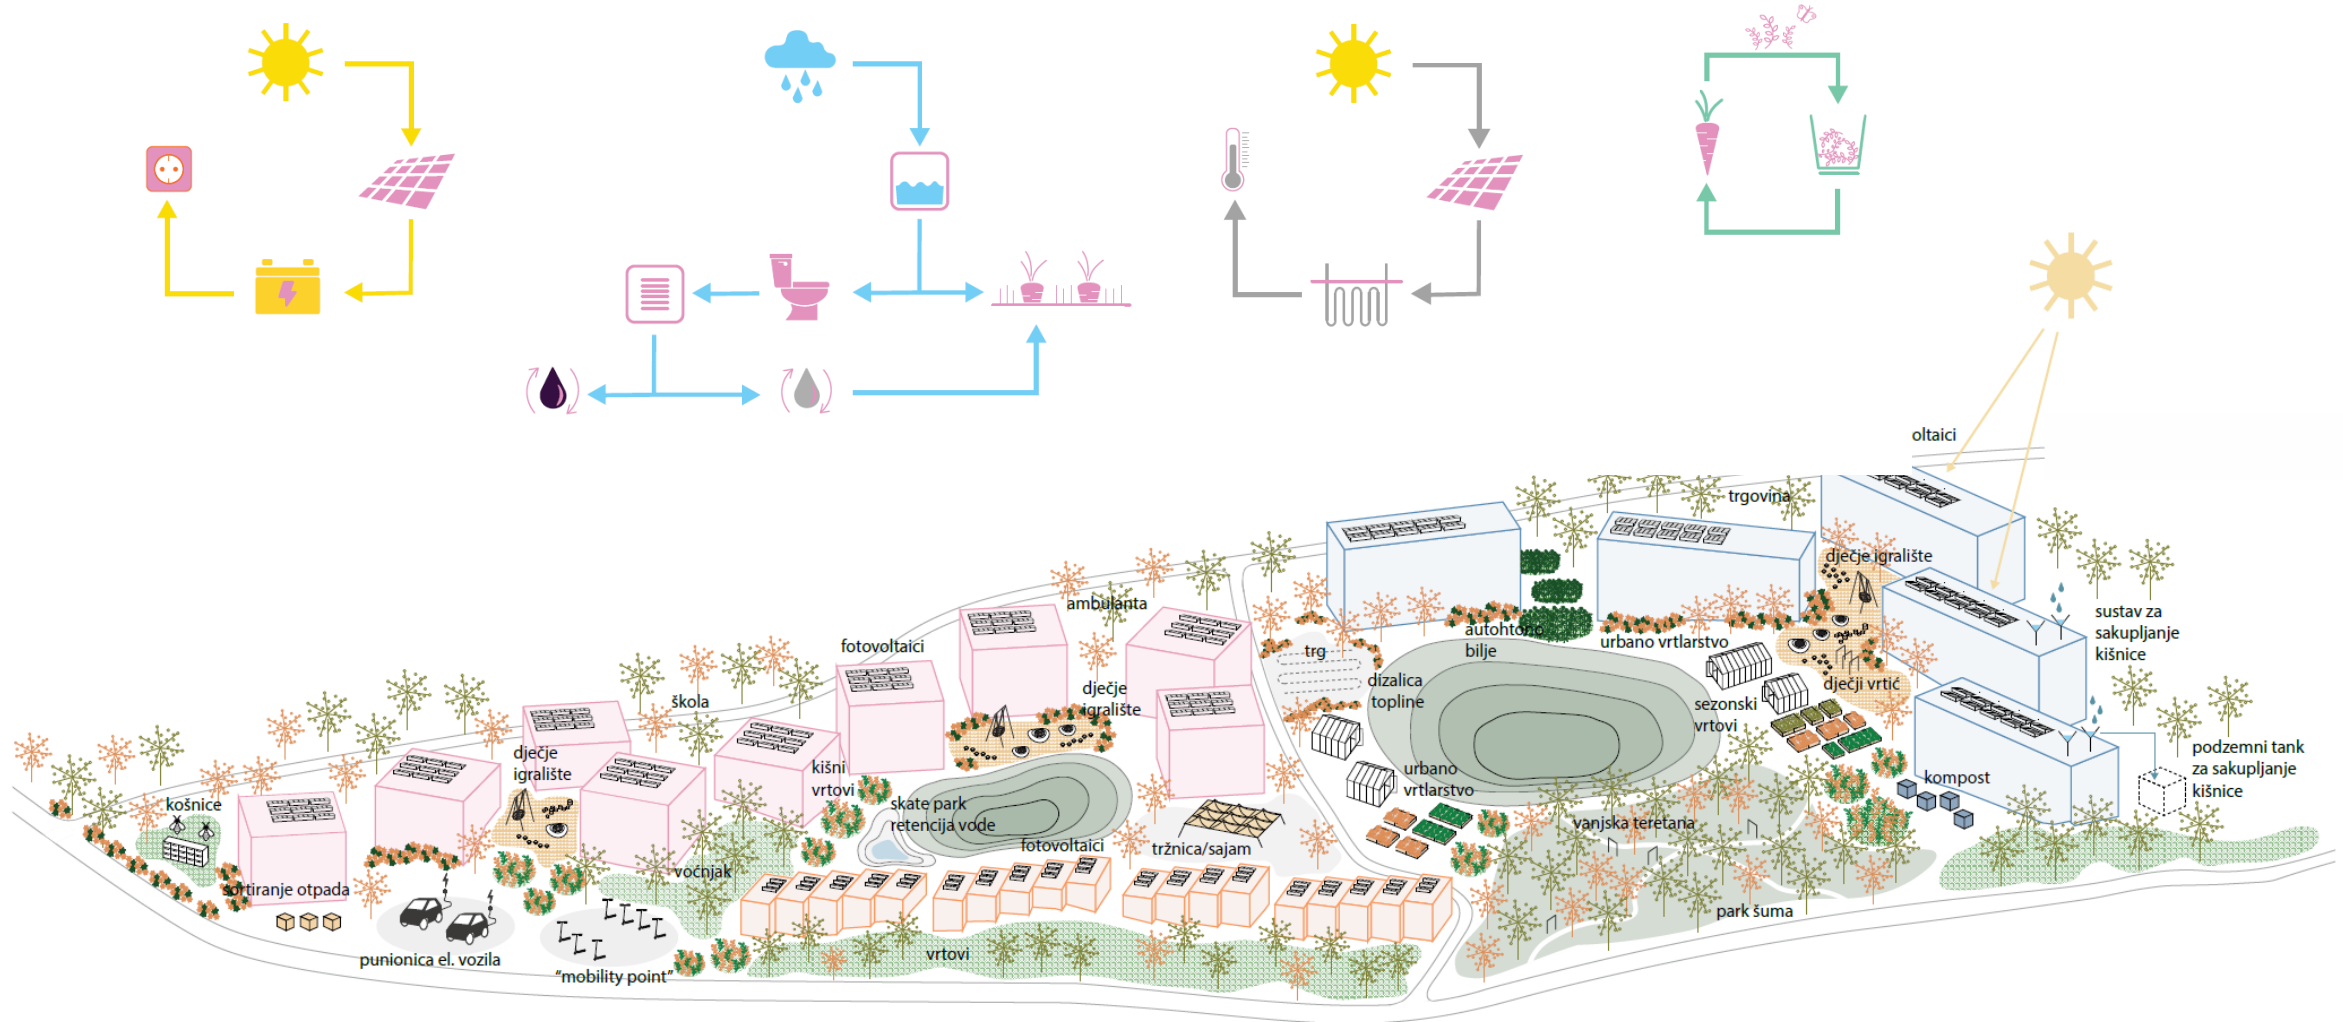 oltaici
trgovina
dječje igralište
ambulanta
sustav za
sakupljanje
kišnice
autohtono
bilje
urbano vrtlarstvo
fotovoltaici
trg
dizalica
topline
dječji vrtić
dječje
igralište
škola
sezonski
vrtovi
dječje
igralište
podzemni tank
za sakupljanje
kišnice
kišni
vrtovi
urbano
vrtlarstvo
kompost
košnice
skate park
retencija vode
vanjska teretana
fotovoltaici
tržnica/sajam
voćnjak
sortiranje otpada
park šuma
vrtovi
punionica el. vozila
"mobility point"